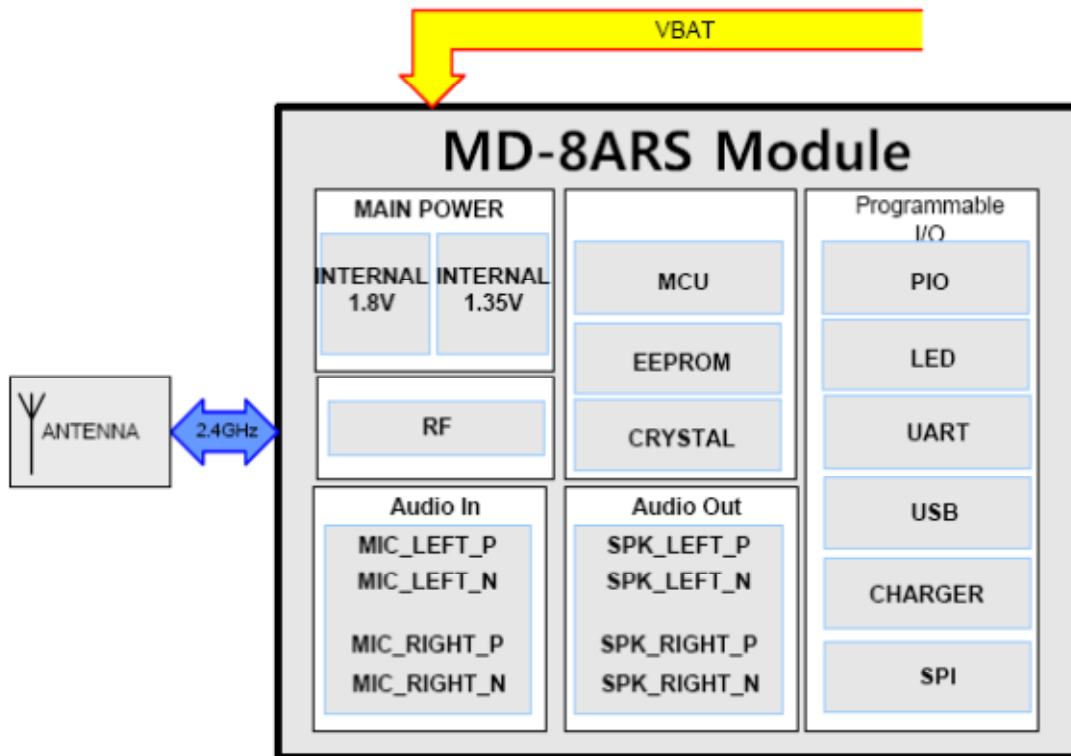 VBAT
MD-8ARS Module
MAIN POWER
INTERNAL
1.8V
INTERNAL
1.35V
RF
MCU
EEPROM
CRYSTAL
Programmable
I/O
PIO
LED
UART
USB
CHARGER
SPI
ANTENNA
2.4GHz
Audio In
MIC_LEFT_P
MIC_LEFT_N
MIC_RIGHT_P
MIC_RIGHT_N
Audio Out
SPK_LEFT_P
SPK_LEFT_N
SPK_RIGHT_P
SPK_RIGHT_N